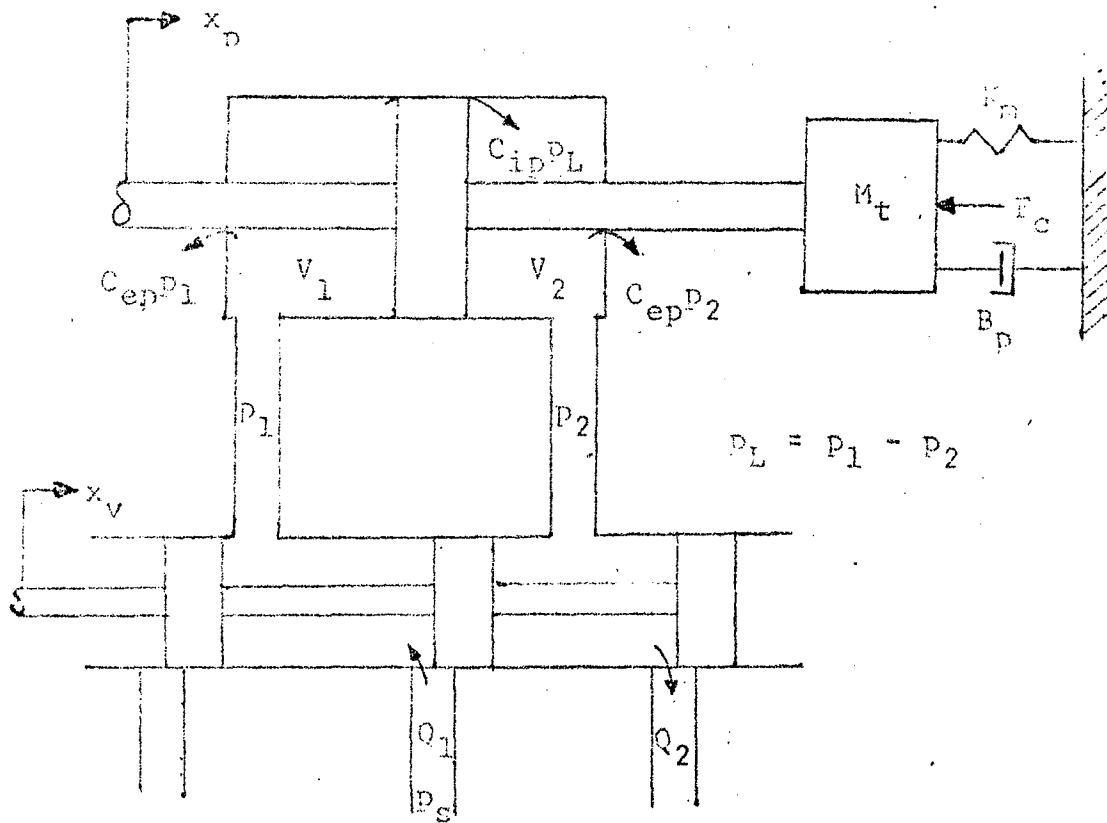 x_p
C_ip p_L
K_p
M_t
F_c
C_ep p_1
V_1
V_2
C_ep p_2
B_p
p_1
p_2
p_L = p_1 - p_2
x_v
Q_1
Q_2
p_s